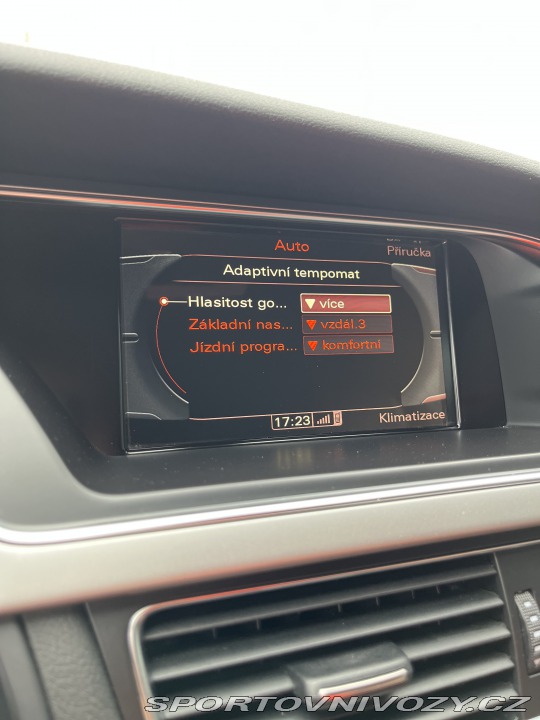 Auto
Příručka
Adaptivní tempomat
Hlasitost go... více
Základní nas... vzdál.3
Jízdní progra... komfortní
17:23
Klimatizace
SPORTOVNIVOZY.CZ